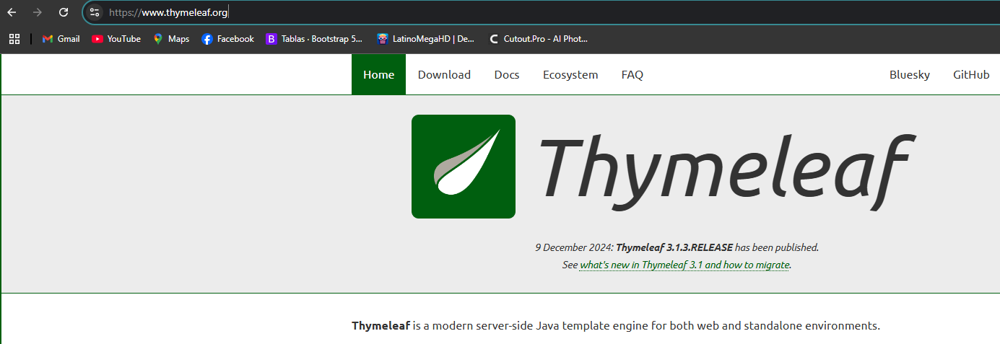 https://www.thymeleaf.org
Gmail YouTube Maps Facebook Tablas · Bootstrap 5... LatinoMegaHD | De... Cutout.Pro - AI Phot...
Home Download Docs Ecosystem FAQ Bluesky GitHub
Thymeleaf
9 December 2024: Thymeleaf 3.1.3.RELEASE has been published.
See what's new in Thymeleaf 3.1 and how to migrate.
Thymeleaf is a modern server-side Java template engine for both web and standalone environments.